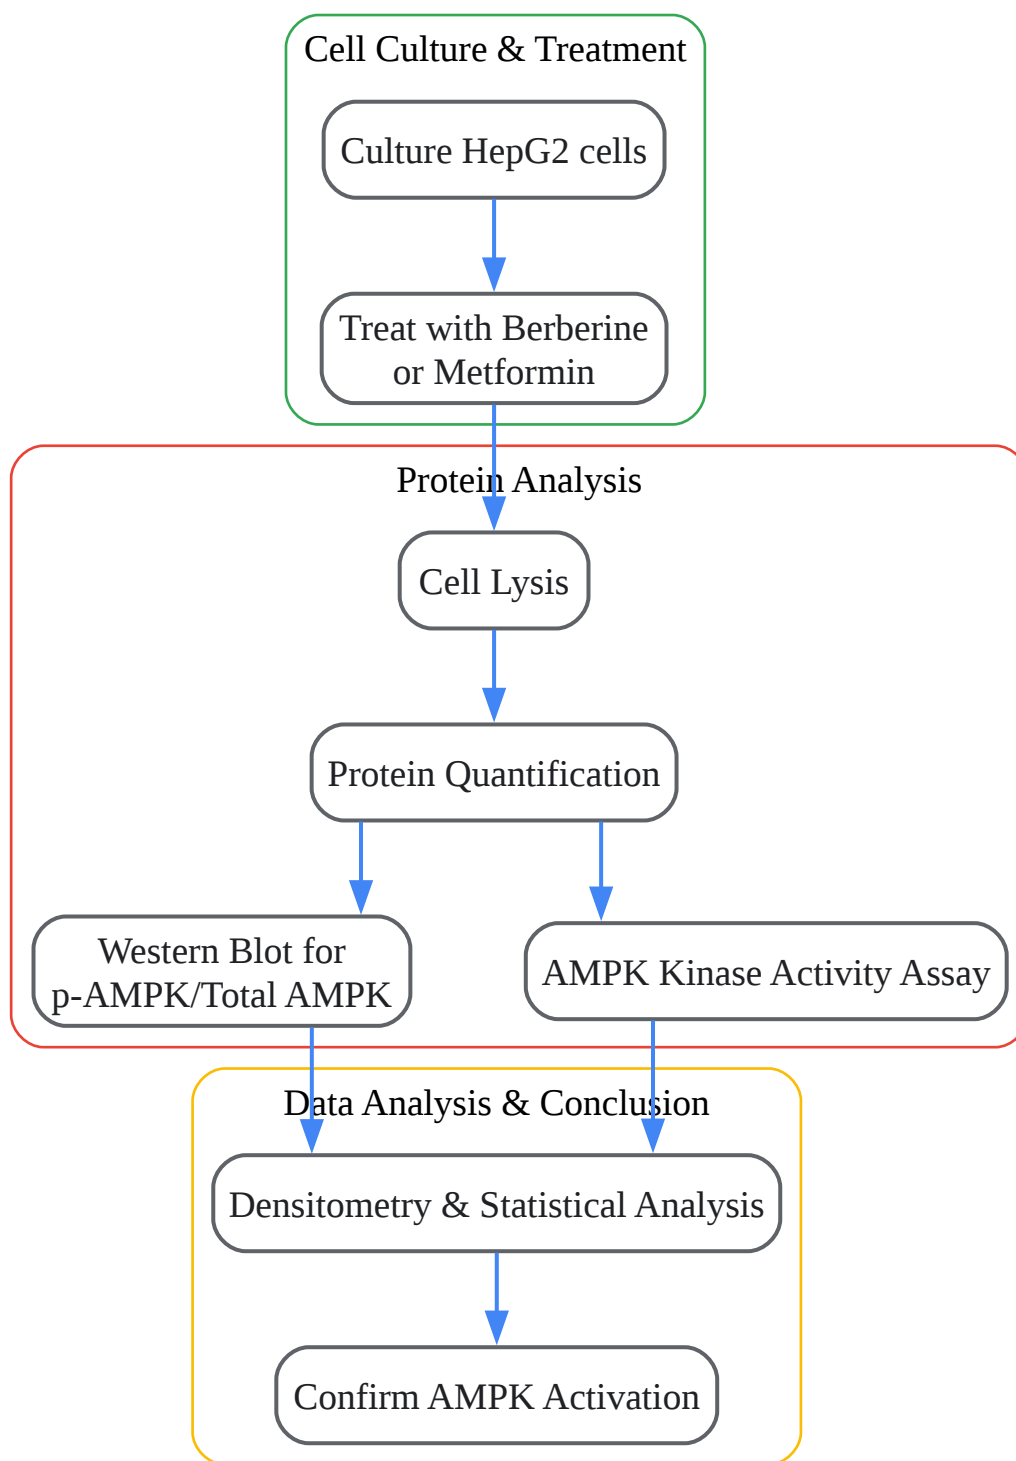 Cell Culture & Treatment
Culture HepG2 cells
Treat with Berberine
or Metformin
Protein Analysis
Cell Lysis
Protein Quantification
Western Blot for
p-AMPK/Total AMPK
AMPK Kinase Activity Assay
Data Analysis & Conclusion
Densitometry & Statistical Analysis
Confirm AMPK Activation